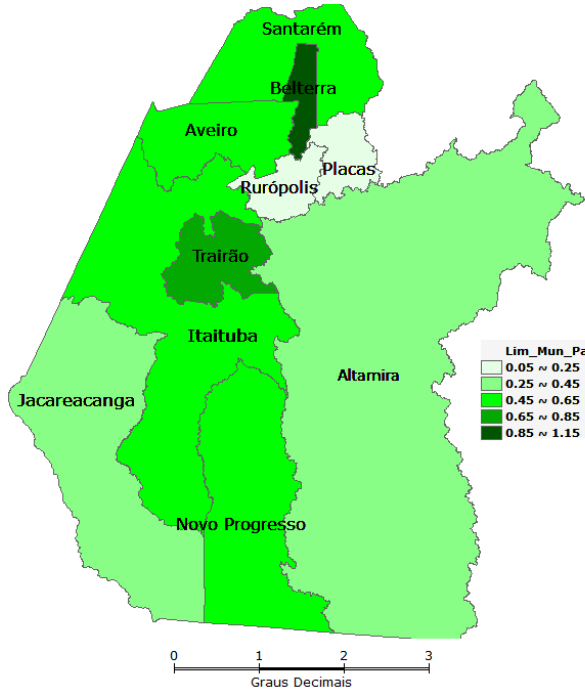 Santarém
Belterra
Aveiro
Placas
Rurópolis
Trairão
Itaituba
Altamira
Jacareacanga
Novo Progresso
Lim_Mun_Pa
0.05 ~ 0.25
0.25 ~ 0.45
0.45 ~ 0.65
0.65 ~ 0.85
0.85 ~ 1.15
0 1 2 3
Graus Decimais